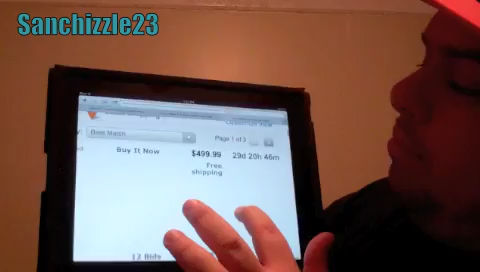 Sanchizzle23
Best Match
Page 1 of 3
Buy It Now $499.99 29d 20h 46m
Free
shipping
12 Bids